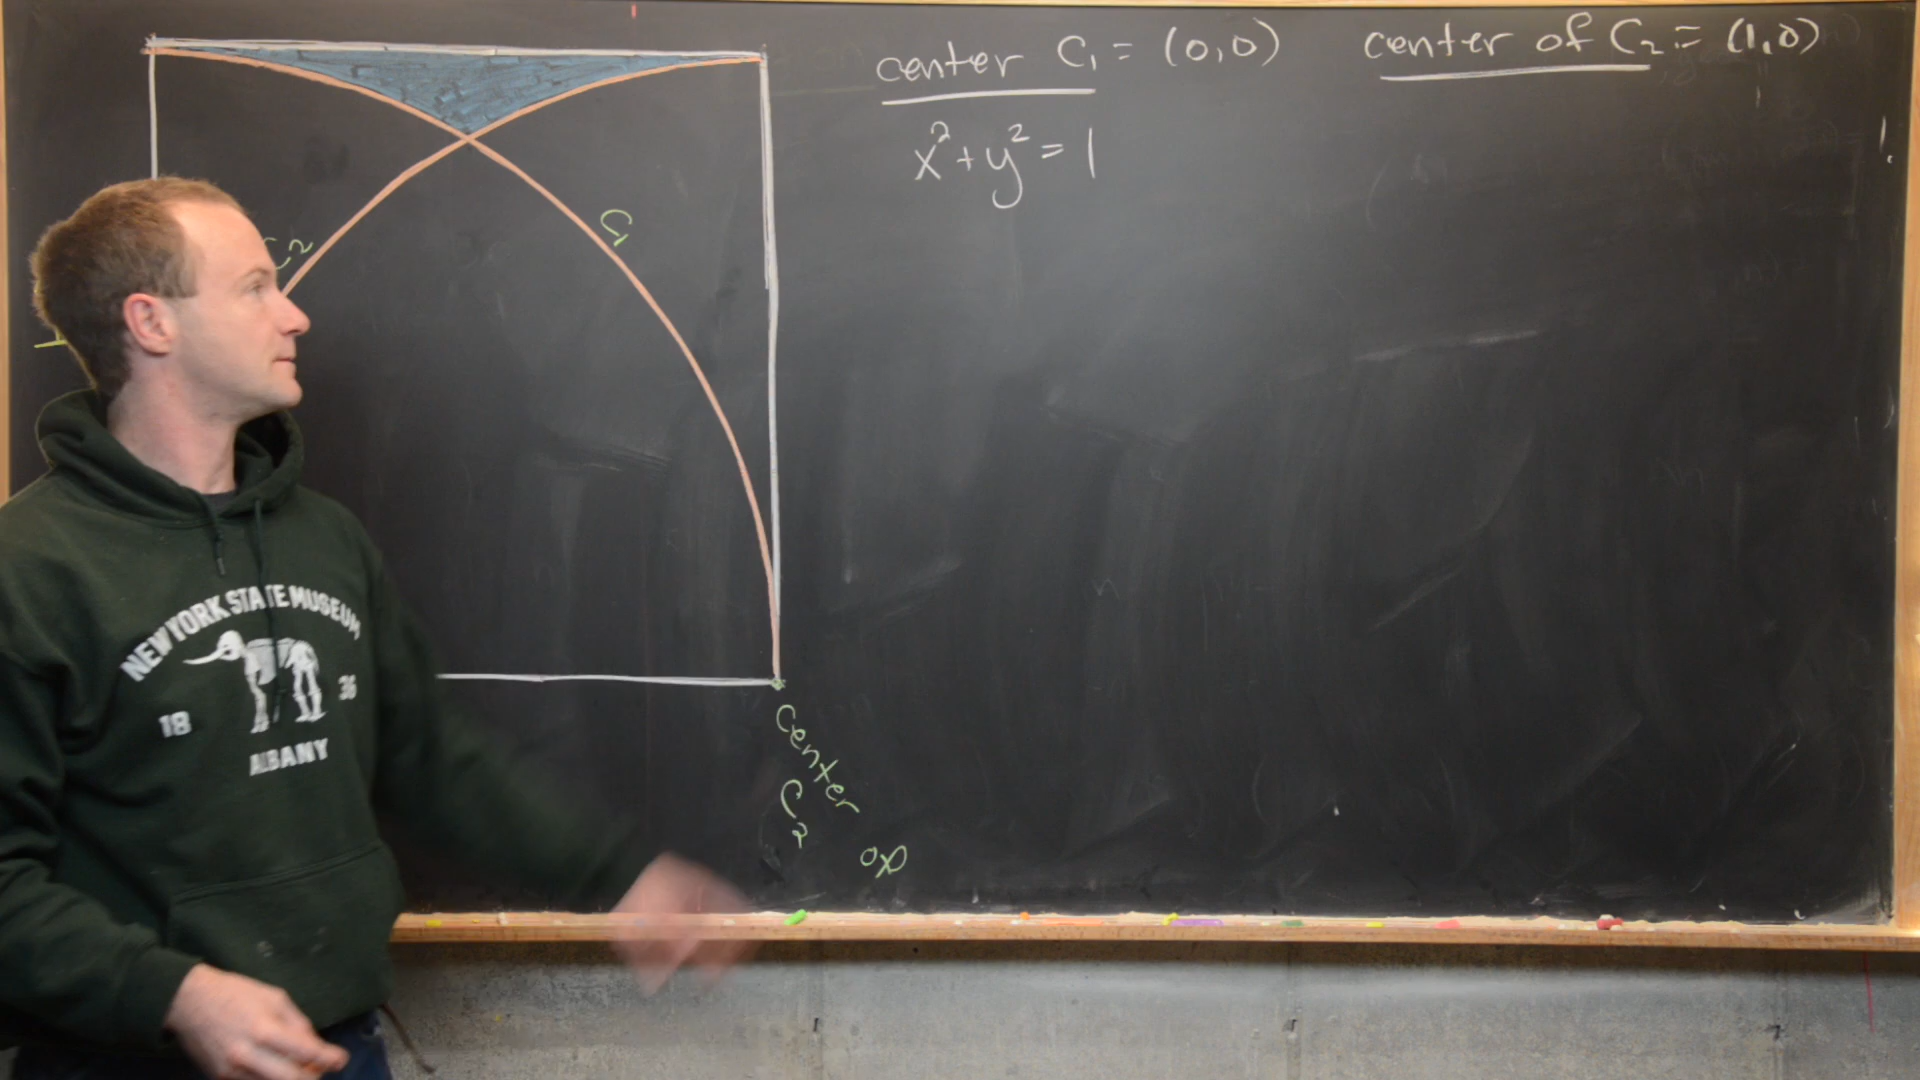 center C₁ = (0,0)
center of C₂ = (1,0)
x² + y² = 1
C₁
C₂
center
C₂
NEW YORK STATE MUSEUM
18 36
ALBANY